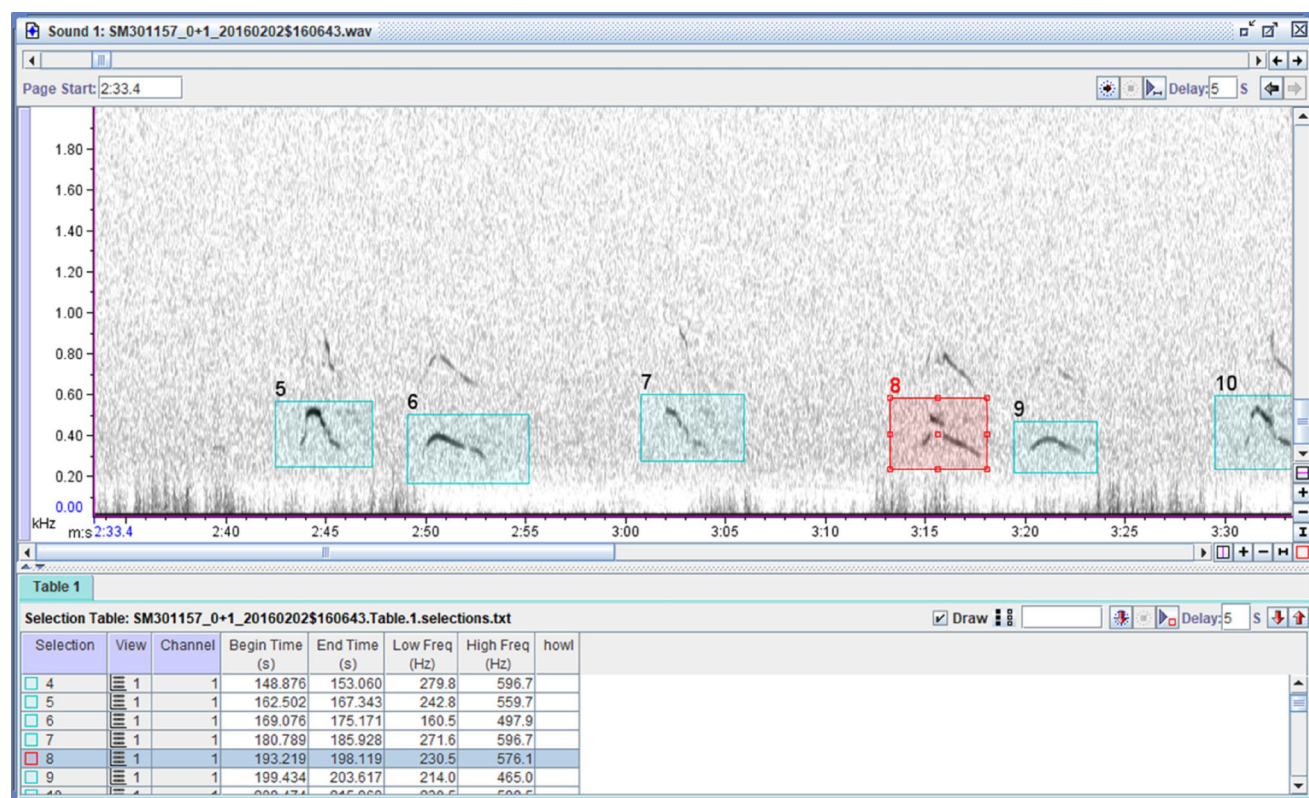 Sound 1: SM301157_0+1_20160202$160643.wav
Page Start: 2:33.4 Delay: 5 S
1.80
1.60
1.40
1.20
1.00
0.80
0.60
0.40
0.20
0.00
kHz
5 6 7 8 9 10
m:s 2:33.4 2:40 2:45 2:50 2:55 3:00 3:05 3:10 3:15 3:20 3:25 3:30
Table 1
Selection Table: SM301157_0+1_20160202$160643.Table.1.selections.txt Draw Delay: 5 S
Selection View Channel Begin Time End Time Low Freq High Freq howl
(s) (s) (Hz) (Hz)
4 1 1 148.876 153.060 279.8 596.7
5 1 1 162.502 167.343 242.8 559.7
6 1 1 169.076 175.171 160.5 497.9
7 1 1 180.789 185.928 271.6 596.7
8 1 1 193.219 198.119 230.5 576.1
9 1 1 199.434 203.617 214.0 465.0